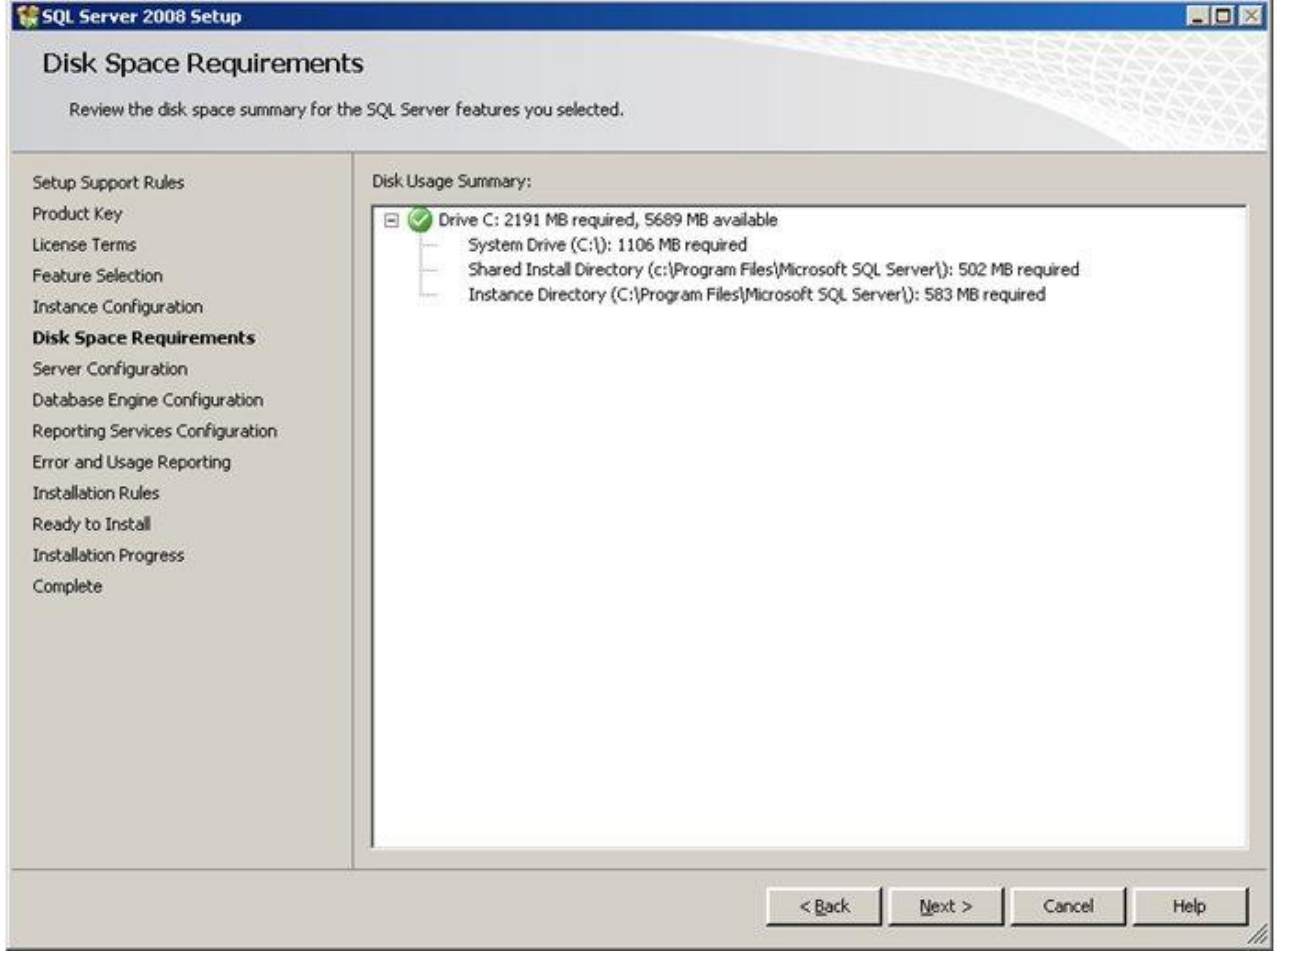 SQL Server 2008 Setup
Disk Space Requirements
Review the disk space summary for the SQL Server features you selected.
Setup Support Rules
Product Key
License Terms
Feature Selection
Instance Configuration
Disk Space Requirements
Server Configuration
Database Engine Configuration
Reporting Services Configuration
Error and Usage Reporting
Installation Rules
Ready to Install
Installation Progress
Complete
Disk Usage Summary:
Drive C: 2191 MB required, 5689 MB available
System Drive (C:\): 1106 MB required
Shared Install Directory (c:\Program Files\Microsoft SQL Server\): 502 MB required
Instance Directory (C:\Program Files\Microsoft SQL Server\): 583 MB required
< Back
Next >
Cancel
Help